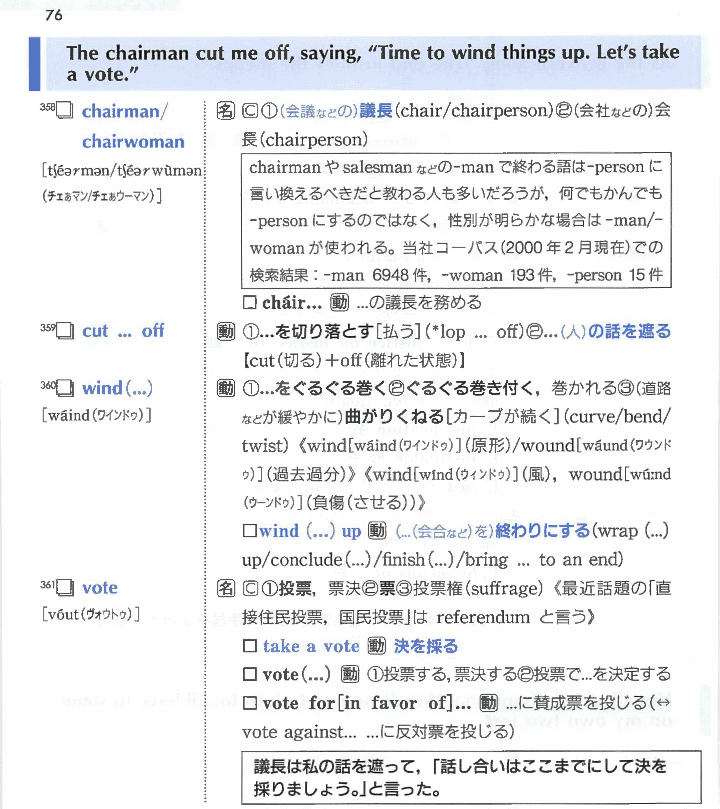 76
The chairman cut me off, saying, “Time to wind things up. Let's take
a vote.”
358 chairman/
chairwoman
[tʃéərmən/tʃéərwùmən
(チェぁマン/チェぁウーマン)]
名 C①(会議などの)議長(chair/chairperson)②(会社などの)会
長(chairperson)
chairman や salesman などの-man で終わる語は-person に
言い換えるべきだと教わる人も多いだろうが，何でもかんでも
-person にするのではなく，性別が明らかな場合は -man/-
woman が使われる。当社コーパス(2000 年 2 月現在)での
検索結果：-man 6948 件，-woman 193 件，-person 15 件
□ cháir... 動 ...の議長を務める
359 cut ... off
動 ①...を切り落とす[払う](*lop ... off)②...(人)の話を遮る
【cut(切る)＋off(離れた状態)】
360 wind(...)
[wáind(ワインドゥ)]
動 ①...をぐるぐる巻く②ぐるぐる巻き付く，巻かれる③(道路
などが緩やかに)曲がりくねる[カーブが続く](curve/bend/
twist)《wind[wáind(ワインドゥ)](原形)/wound[wáund(ワウンド
ゥ)](過去過分)》《wind[wínd(ウィンドゥ)](風)，wound[wú:nd
(ウーンドゥ)](負傷(させる))》
□wind (...) up 動 (...(会合など)を)終わりにする(wrap (...)
up/conclude(...)/finish(...)/bring ... to an end)
361 vote
[vóut(ヴォウトゥ)]
名 C①投票，票決②票③投票権(suffrage)《最近話題の「直
接住民投票，国民投票」は referendum と言う》
□ take a vote 動 決を採る
□ vote(...) 動 ①投票する，票決する②投票で...を決定する
□ vote for[in favor of]... 動 ...に賛成票を投じる(↔
vote against... ...に反対票を投じる)
議長は私の話を遮って，「話し合いはここまでにして決を
採りましょう。」と言った。